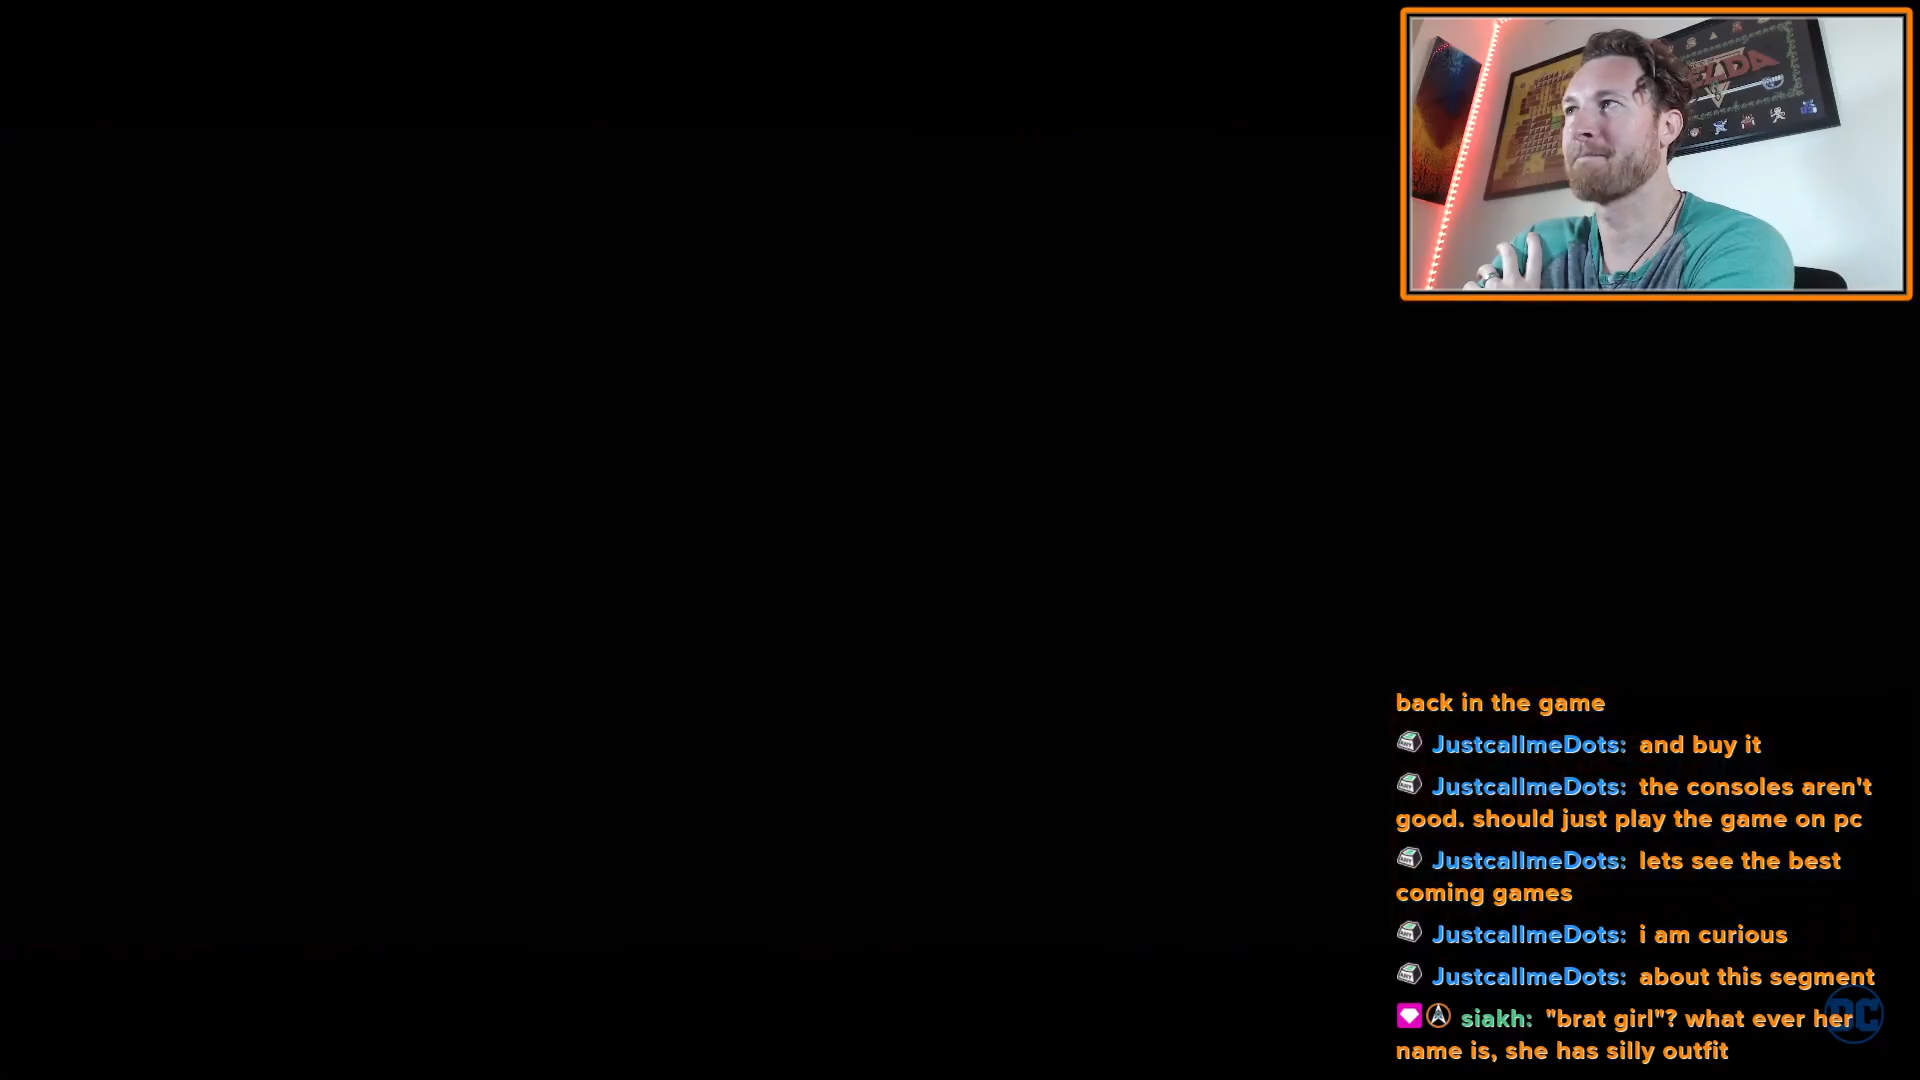 ZELDA
back in the game
JustcallmeDots: and buy it
JustcallmeDots: the consoles aren't
good. should just play the game on pc
JustcallmeDots: lets see the best
coming games
JustcallmeDots: i am curious
JustcallmeDots: about this segment
siakh: "brat girl"? what ever her
name is, she has silly outfit
DC